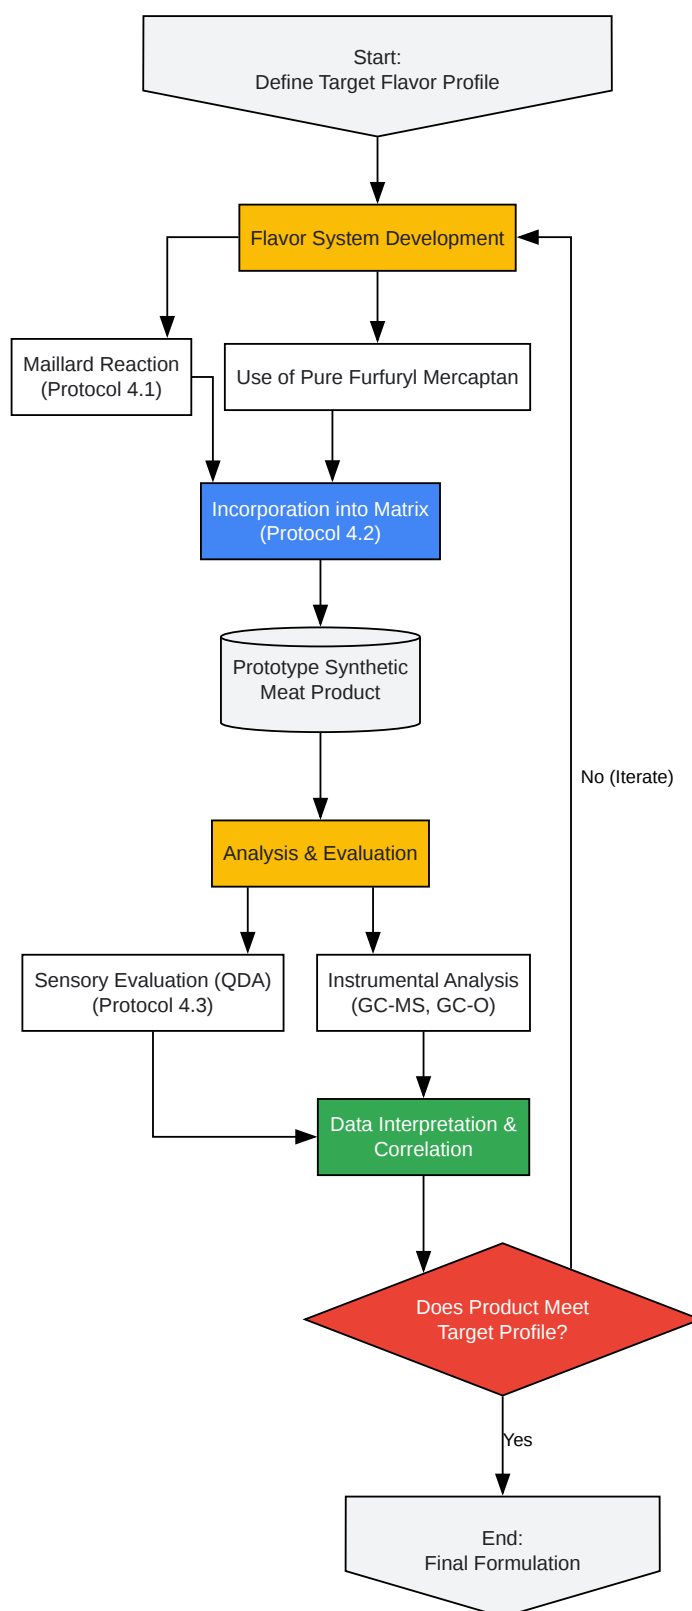 Start:
Define Target Flavor Profile
Flavor System Development
Maillard Reaction
(Protocol 4.1)
Use of Pure Furfuryl Mercaptan
Incorporation into Matrix
(Protocol 4.2)
Prototype Synthetic
Meat Product
No (Iterate)
Analysis & Evaluation
Sensory Evaluation (QDA)
(Protocol 4.3)
Instrumental Analysis
(GC-MS, GC-O)
Data Interpretation &
Correlation
Does Product Meet
Target Profile?
Yes
End:
Final Formulation